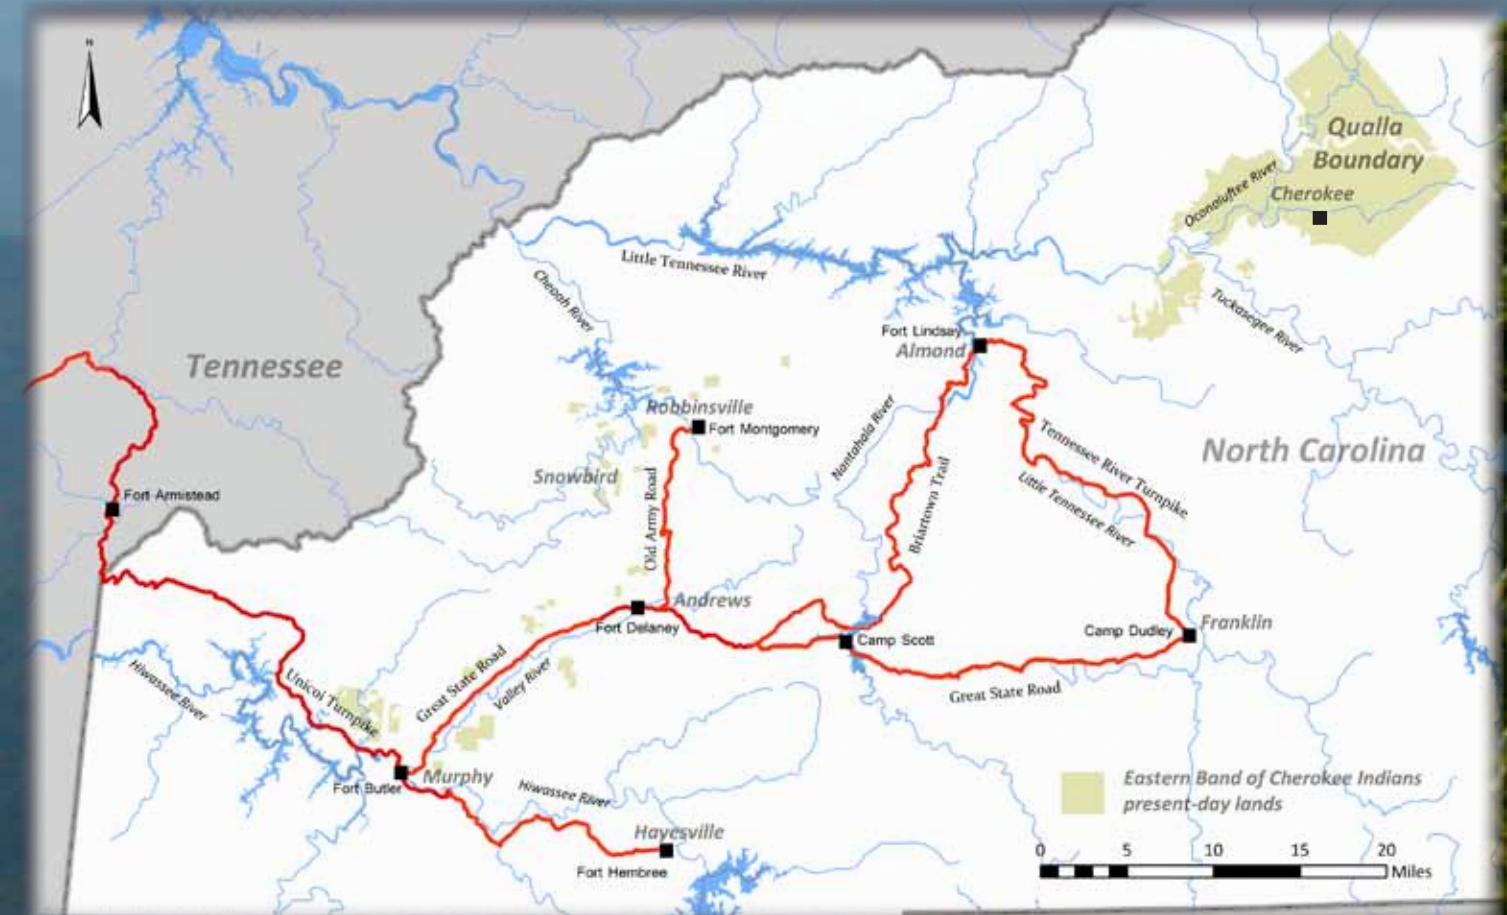 N
Qualla
Boundary
Oconaluftee River
Cherokee
Little Tennessee River
Cheoah River
Tuckasegee River
Fort Lindsay
Almond
Tennessee
Robbinsville
Fort Montgomery
Nantahala River
Tennessee River Turnpike
North Carolina
Snowbird
Little Tennessee River
Fort Armistead
Old Army Road
Briartown Trail
Andrews
Fort Delaney
Camp Scott
Camp Dudley
Franklin
Great State Road
Valley River
Great State Road
Hiwassee River
Unicoi Turnpike
Murphy
Fort Butler
Hiwassee River
Hayesville
Fort Hembree
Eastern Band of Cherokee Indians
present-day lands
0 5 10 15 20
Miles